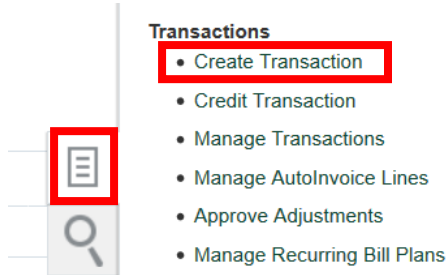 Transactions
• Create Transaction
• Credit Transaction
• Manage Transactions
• Manage AutoInvoice Lines
• Approve Adjustments
• Manage Recurring Bill Plans